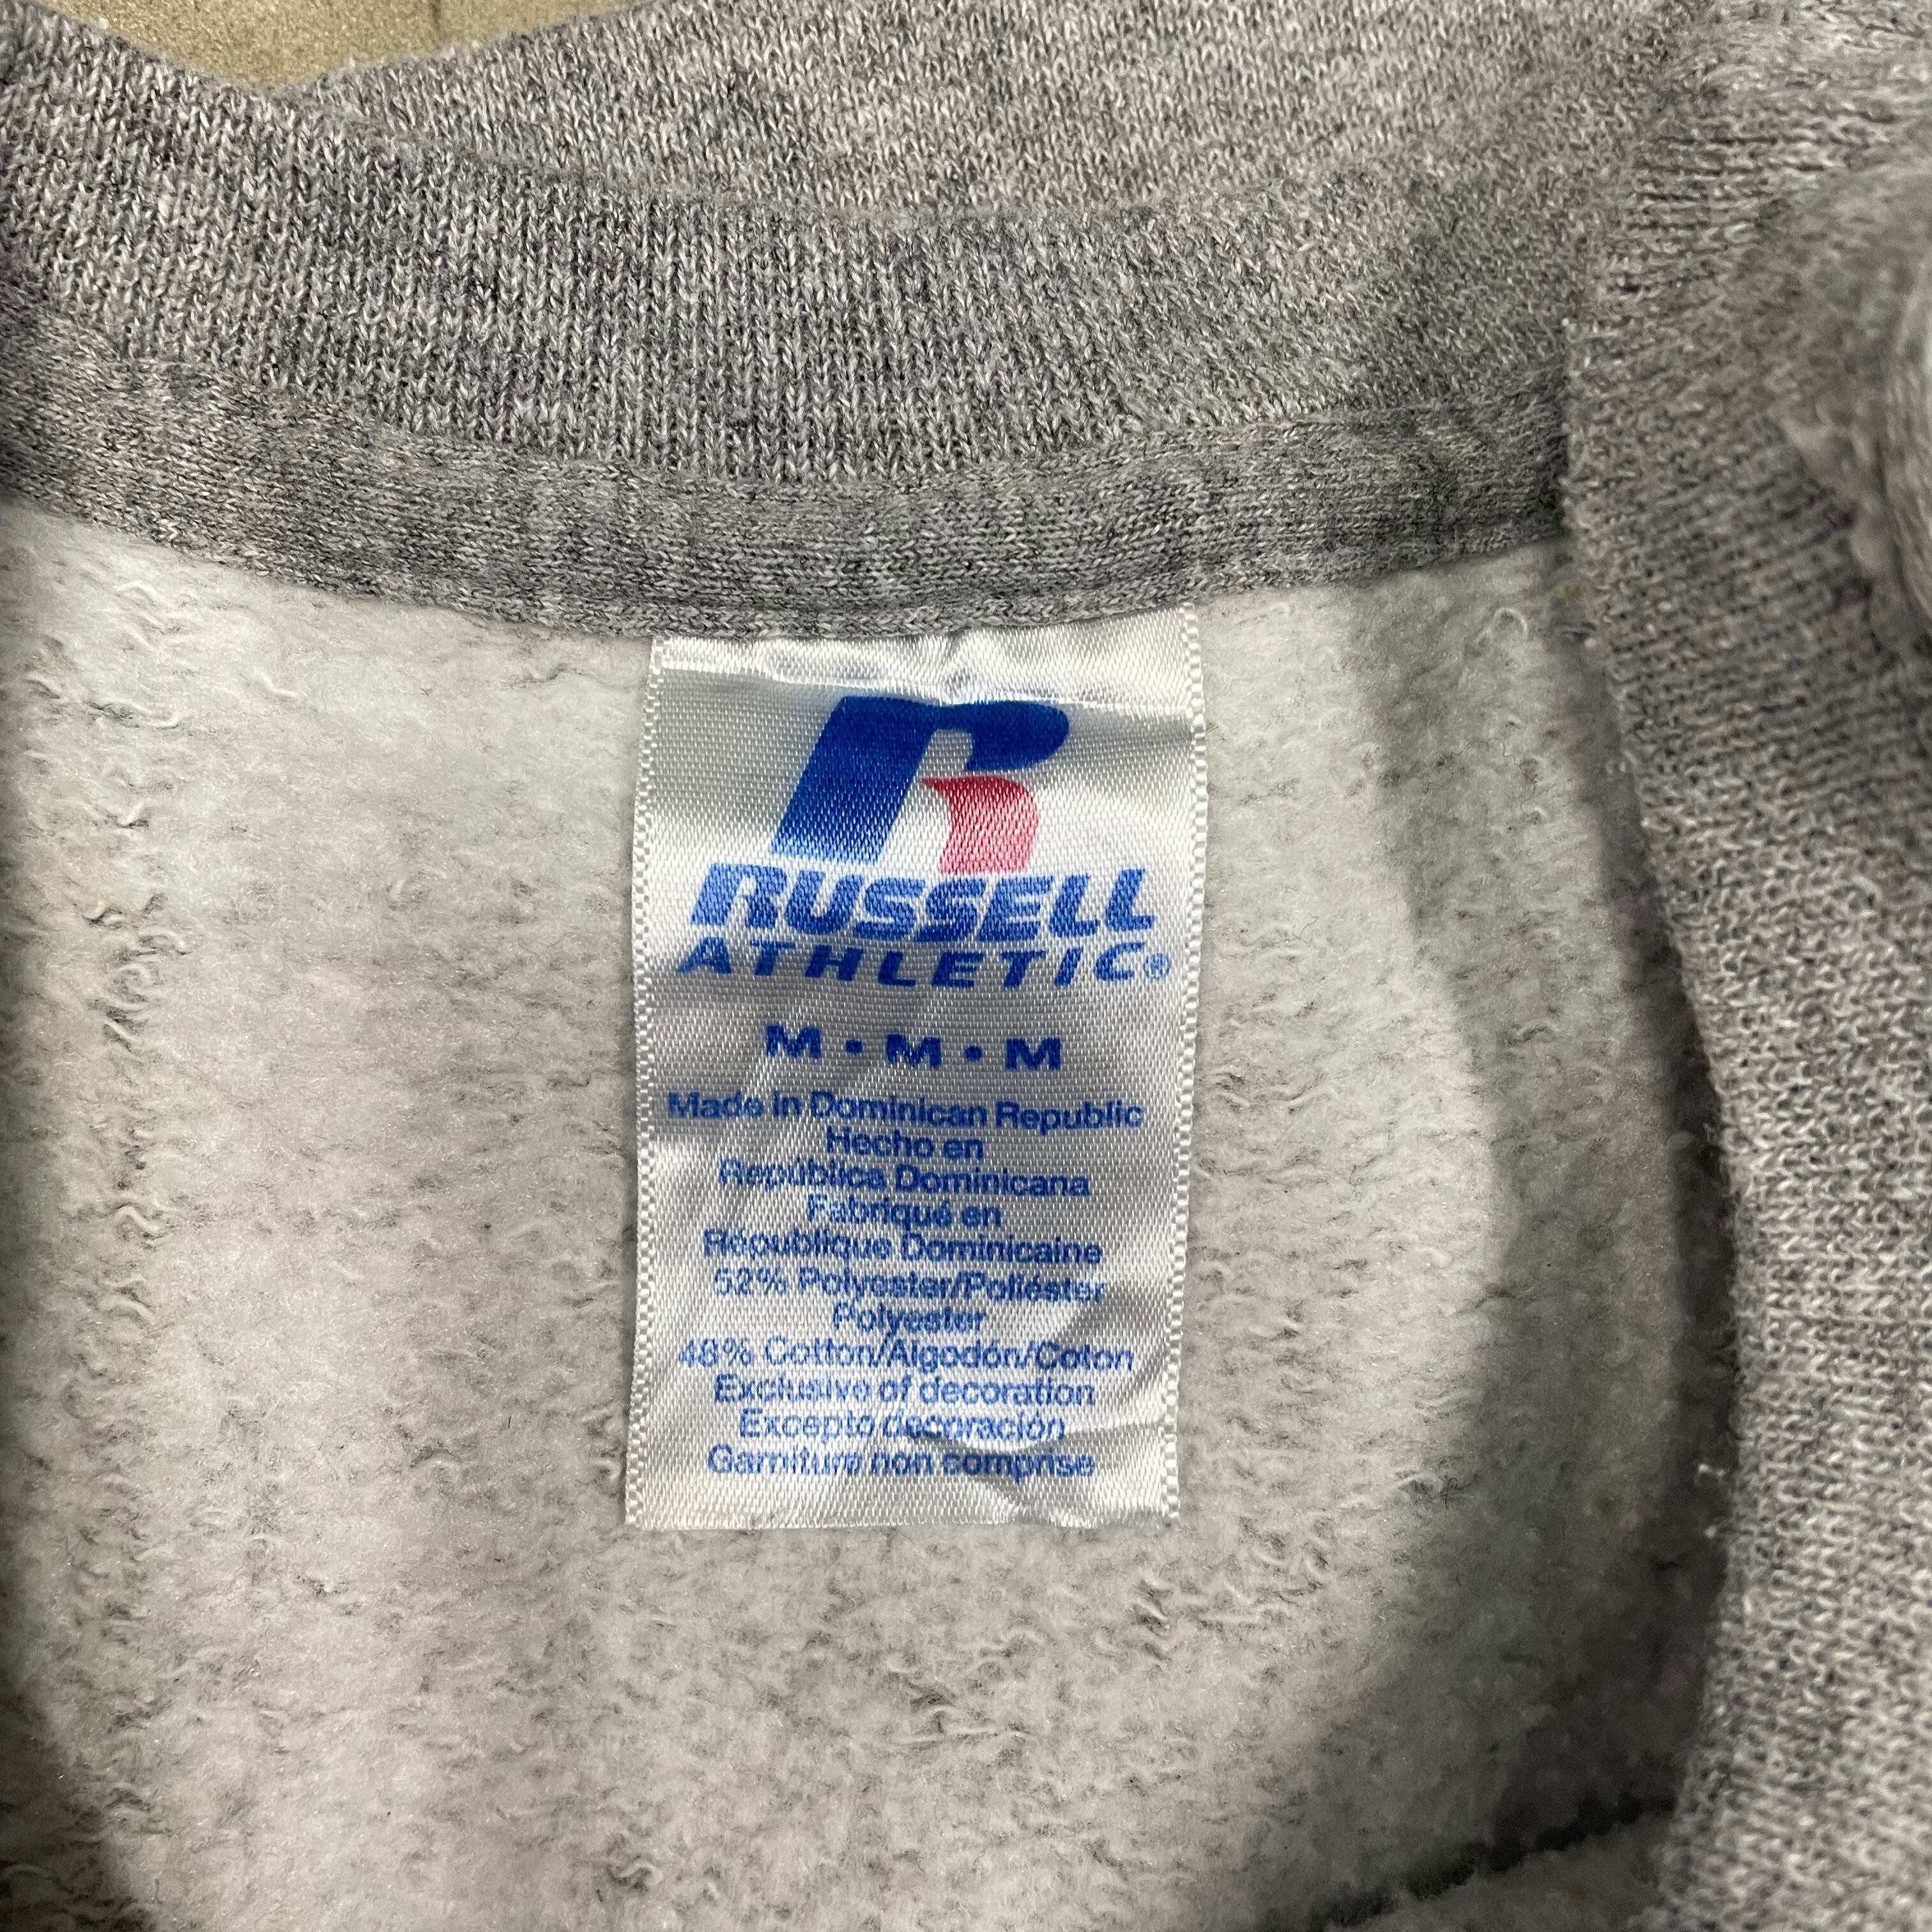 RUSSELL
ATHLETIC®
M • M • M
Made in Dominican Republic
Hecho en
República Dominicana
Fabriqué en
République Dominicaine
52% Polyester/Poliéster
Polyester
48% Cotton/Algodón/Coton
Exclusive of decoration
Excepto decoración
Garniture non comprise